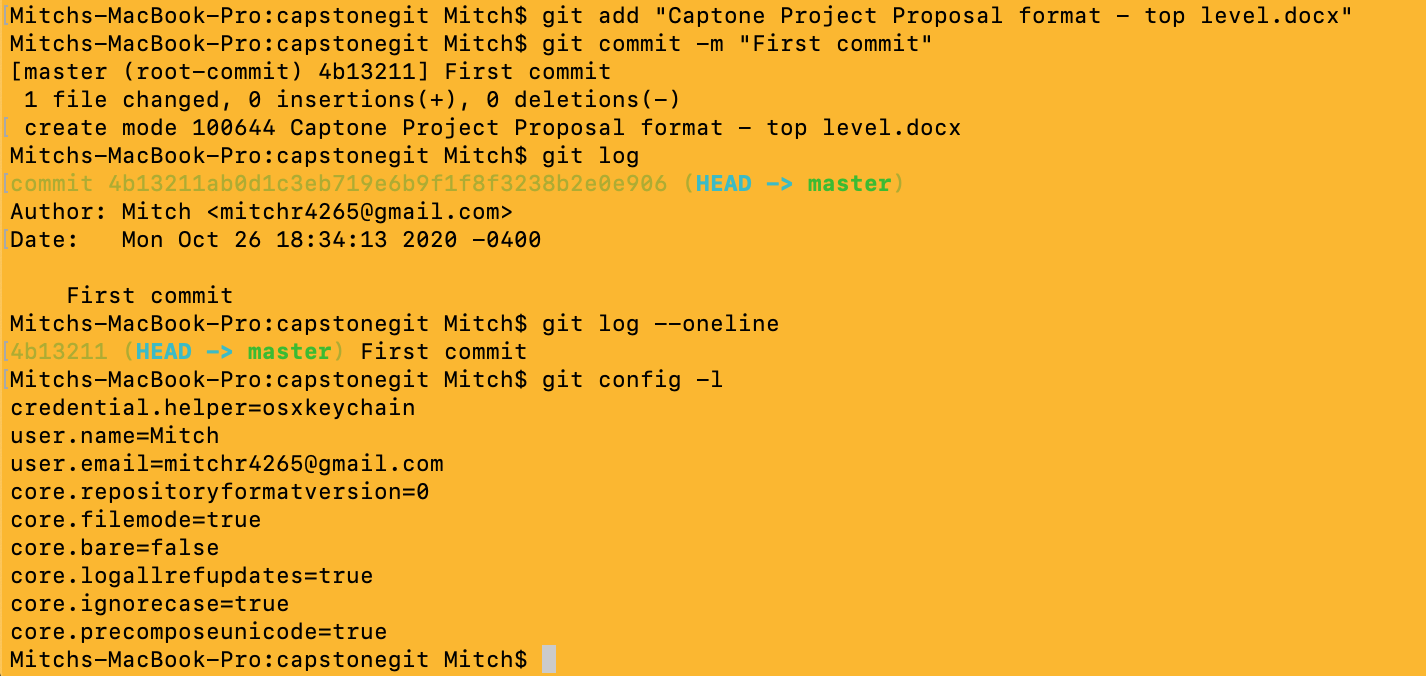 Mitchs-MacBook-Pro:capstonegit Mitch$ git add "Captone Project Proposal format - top level.docx"
Mitchs-MacBook-Pro:capstonegit Mitch$ git commit -m "First commit"
[master (root-commit) 4b13211] First commit
 1 file changed, 0 insertions(+), 0 deletions(-)
 create mode 100644 Captone Project Proposal format - top level.docx
Mitchs-MacBook-Pro:capstonegit Mitch$ git log
commit 4b13211ab0d1c3eb719e6b9f1f8f3238b2e0e906 (HEAD -> master)
Author: Mitch <mitchr4265@gmail.com>
Date:   Mon Oct 26 18:34:13 2020 -0400

    First commit
Mitchs-MacBook-Pro:capstonegit Mitch$ git log --oneline
4b13211 (HEAD -> master) First commit
Mitchs-MacBook-Pro:capstonegit Mitch$ git config -l
credential.helper=osxkeychain
user.name=Mitch
user.email=mitchr4265@gmail.com
core.repositoryformatversion=0
core.filemode=true
core.bare=false
core.logallrefupdates=true
core.ignorecase=true
core.precomposeunicode=true
Mitchs-MacBook-Pro:capstonegit Mitch$